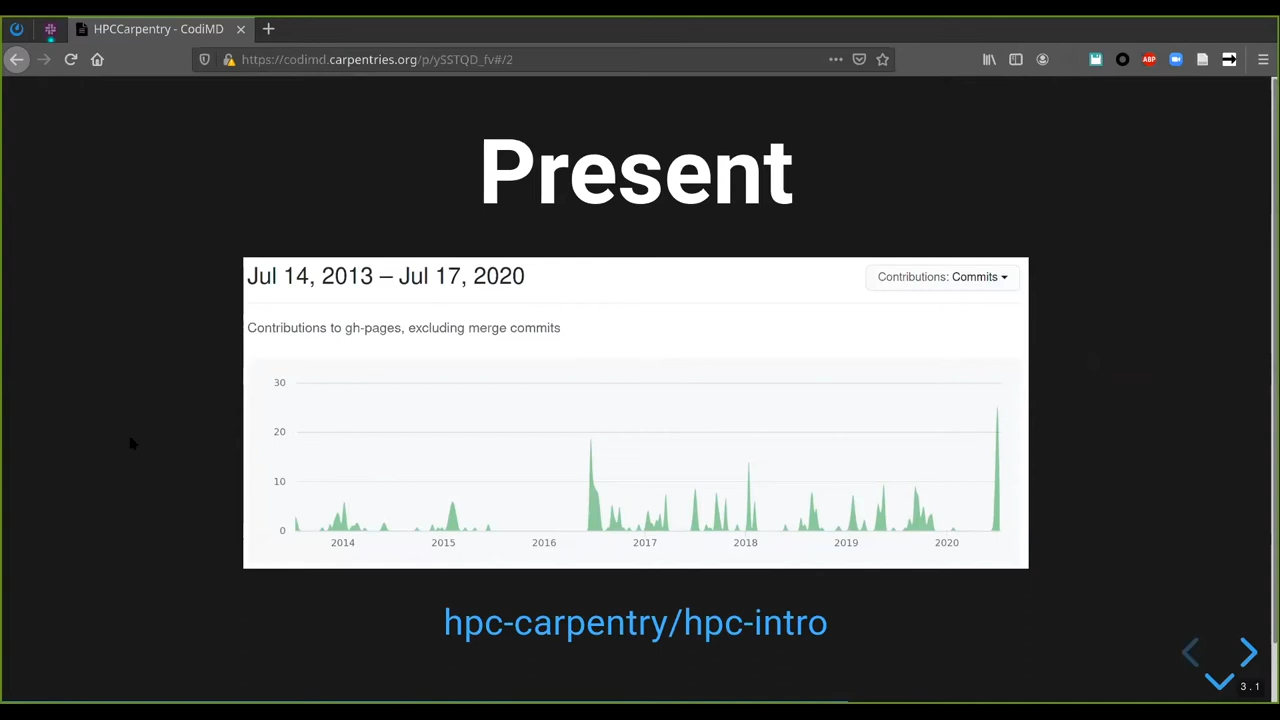 HPCCarpentry - CodiMD
https://codimd.carpentries.org/p/ySSTQD_fv#/2
ABP
Present
Jul 14, 2013 – Jul 17, 2020
Contributions: Commits
Contributions to gh-pages, excluding merge commits
30
20
10
0
2014 2015 2016 2017 2018 2019 2020
hpc-carpentry/hpc-intro
3 . 1